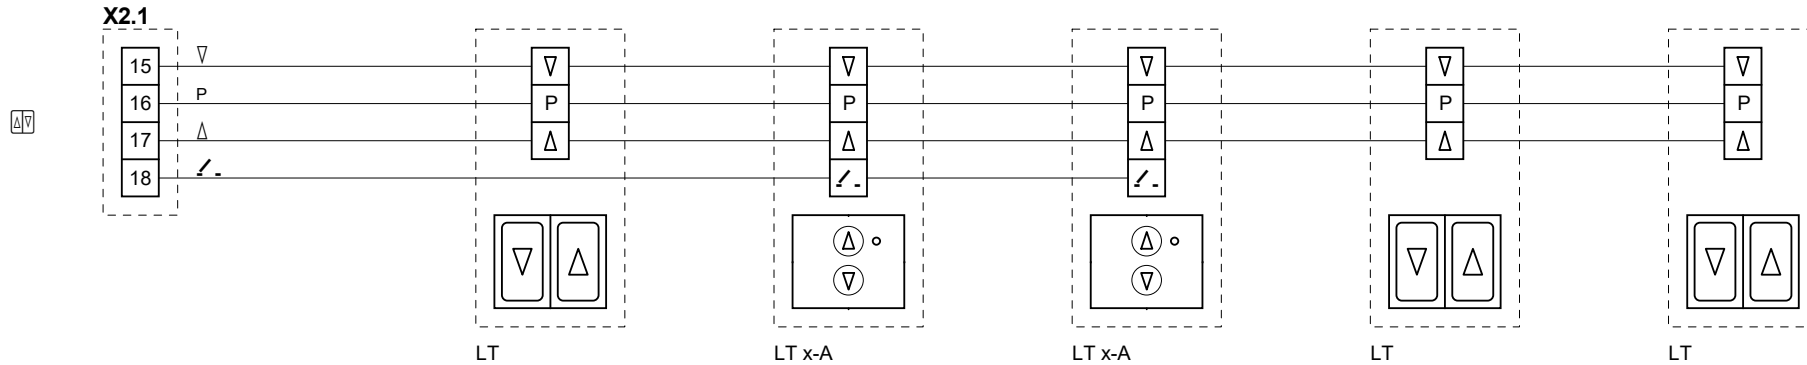 X2.1
15
16 P P P P P P
17
18
LT LT x-A LT x-A LT LT